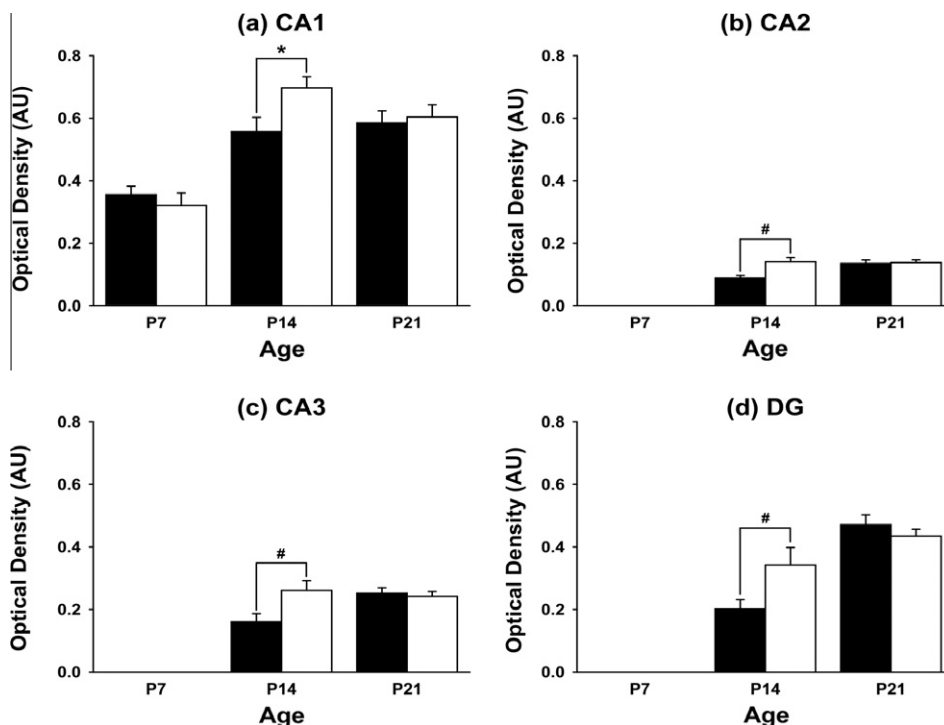 (a) CA1
Optical Density (AU)
0.8
0.6
0.4
0.2
0.0
*
P7
P14
P21
Age
(b) CA2
Optical Density (AU)
0.8
0.6
0.4
0.2
0.0
#
P7
P14
P21
Age
(c) CA3
Optical Density (AU)
0.8
0.6
0.4
0.2
0.0
#
P7
P14
P21
Age
(d) DG
Optical Density (AU)
0.8
0.6
0.4
0.2
0.0
#
P7
P14
P21
Age